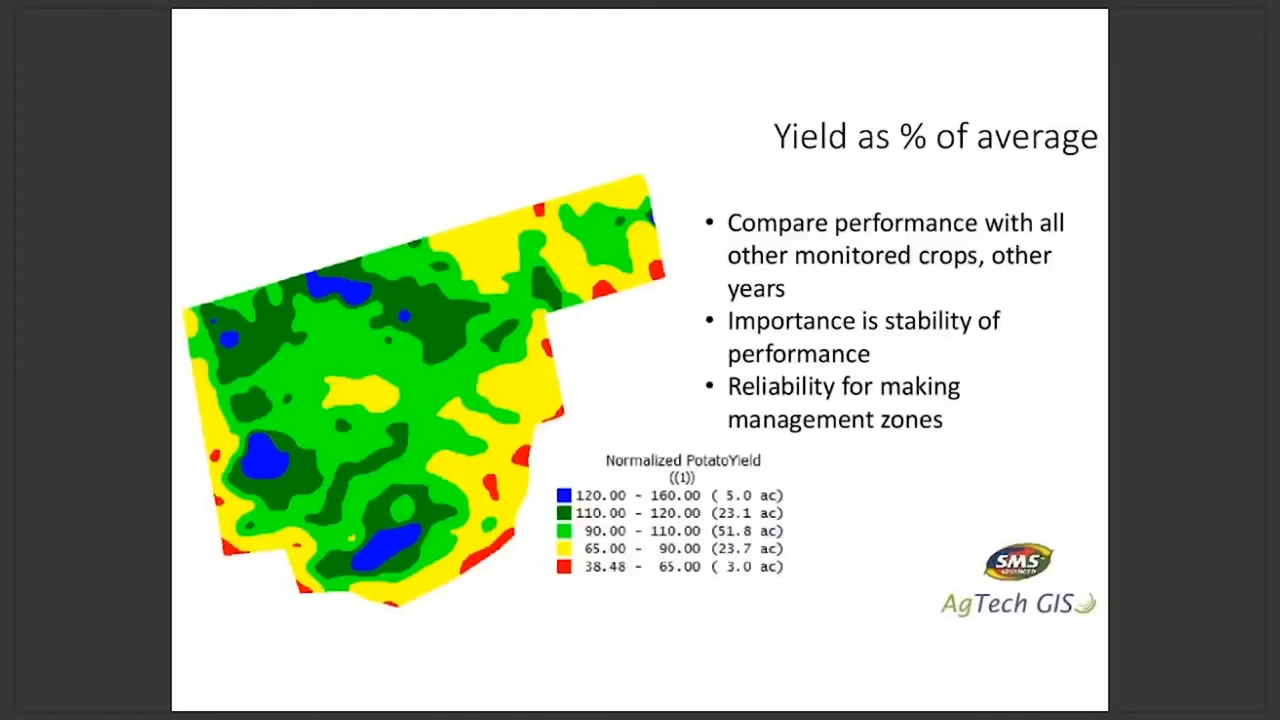 Yield as % of average
• Compare performance with all
other monitored crops, other
years
• Importance is stability of
performance
• Reliability for making
management zones
Normalized PotatoYield
((1))
120.00 - 160.00 ( 5.0 ac)
110.00 - 120.00 (23.1 ac)
90.00 - 110.00 (51.8 ac)
65.00 - 90.00 (23.7 ac)
38.48 - 65.00 ( 3.0 ac)
SMS
ADVANCED
AgTech GIS